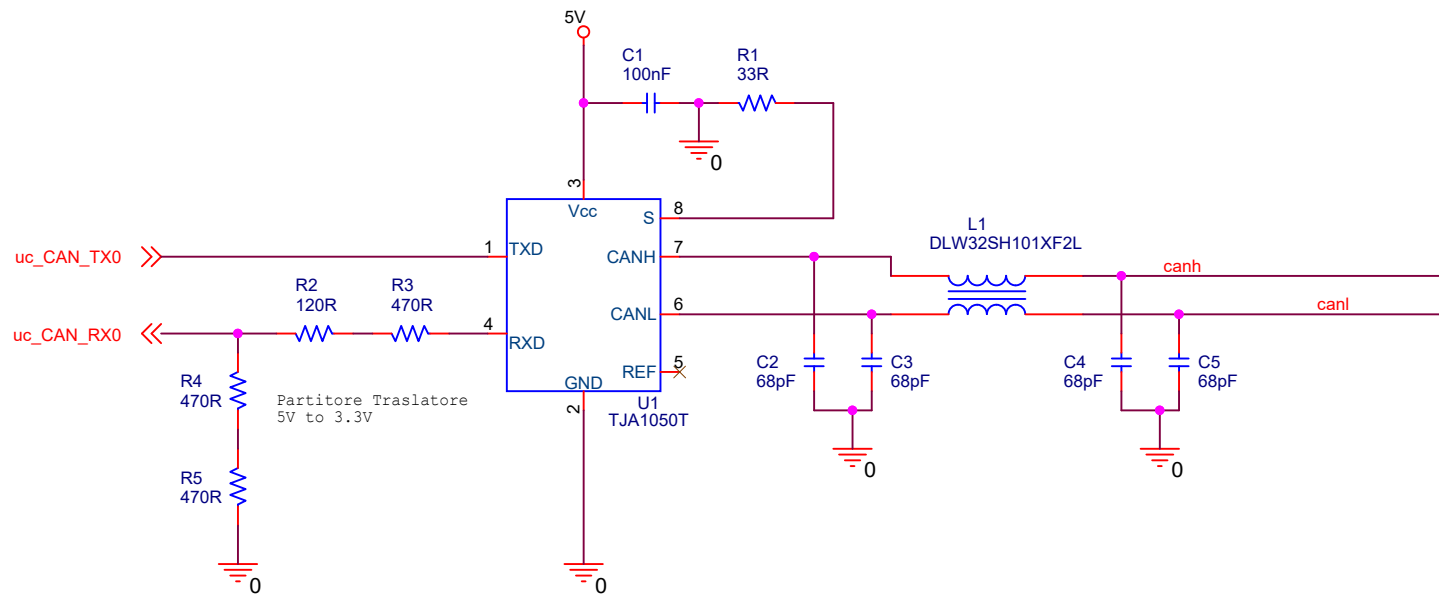 5V
C1
100nF
R1
33R
0
3
Vcc
S
8
uc_CAN_TX0
1
TXD
CANH
7
L1
DLW32SH101XF2L
canh
R2
120R
R3
470R
uc_CAN_RX0
4
RXD
CANL
6
canl
R4
470R
Partitore Traslatore
5V to 3.3V
GND
2
REF
5
U1
TJA1050T
C2
68pF
C3
68pF
C4
68pF
C5
68pF
0
0
R5
470R
0
0